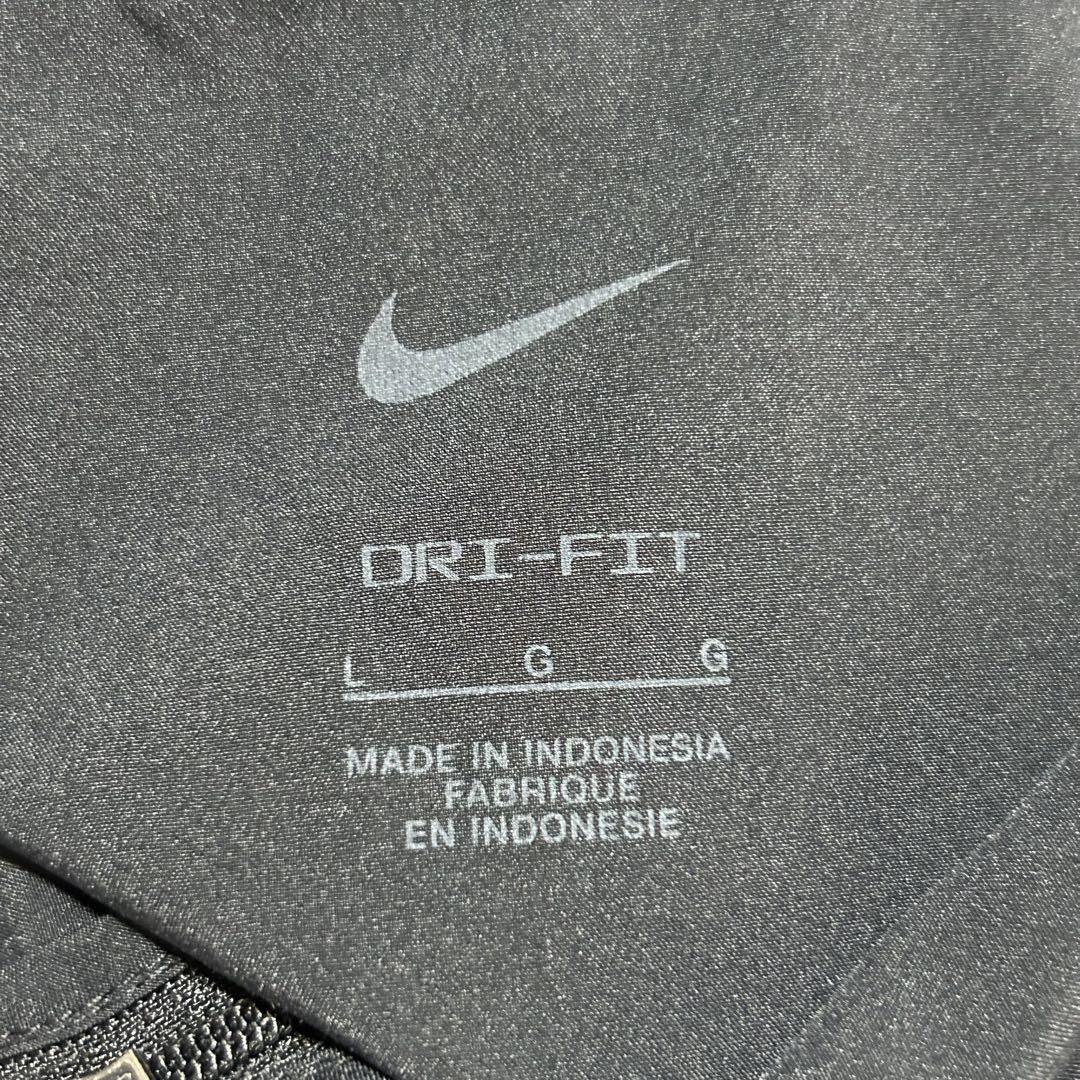 DRI-FIT
L G G
MADE IN INDONESIA
FABRIQUE
EN INDONESIE